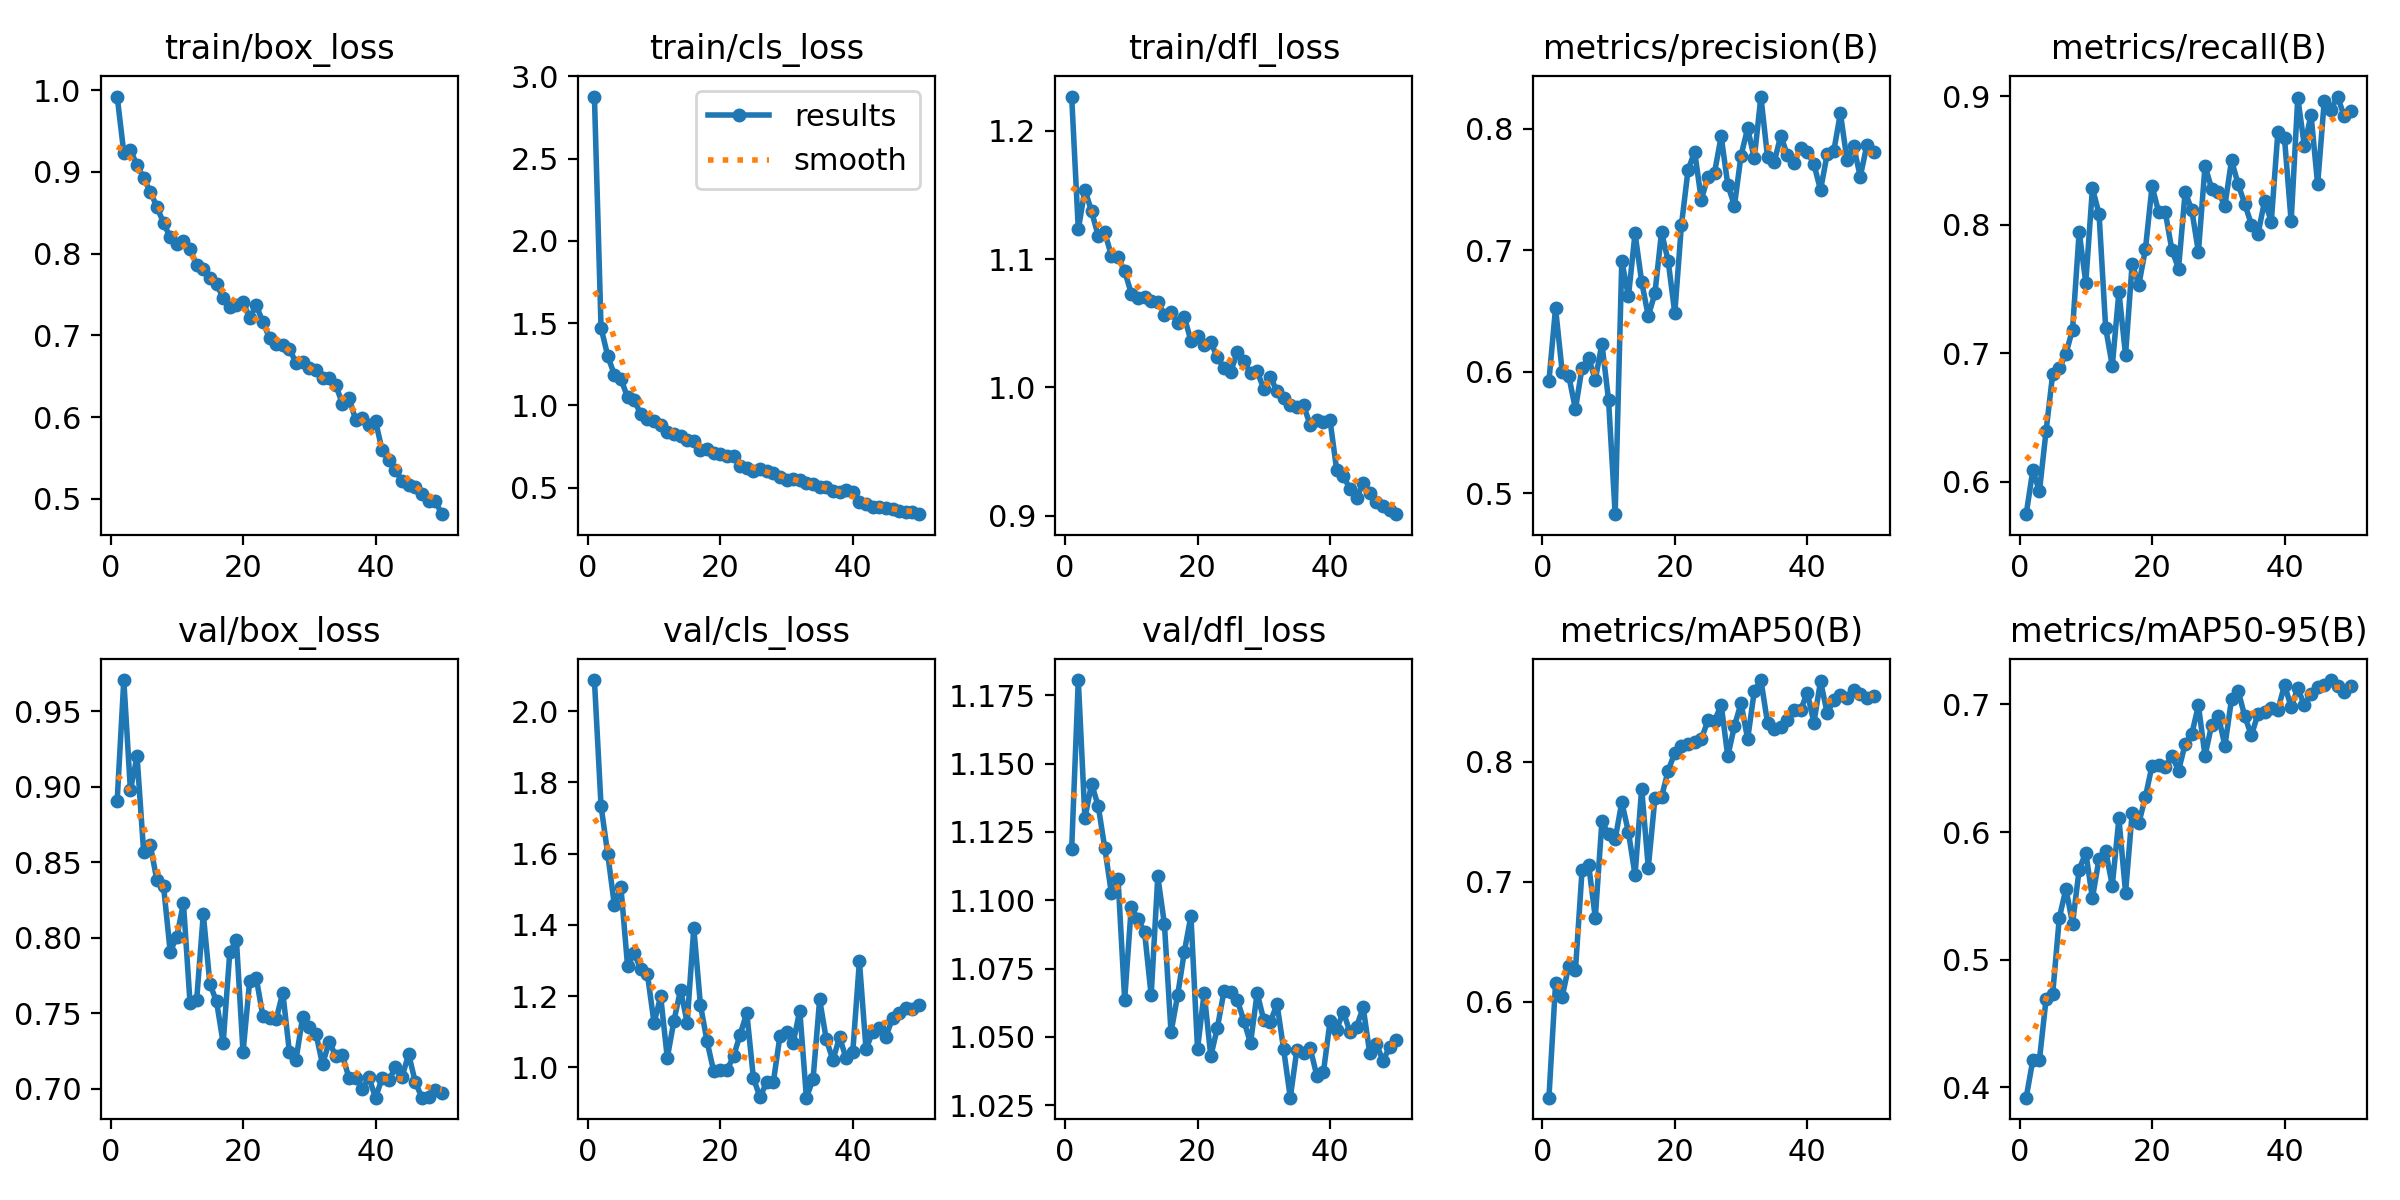 train/box_loss
1.0
0.9
0.8
0.7
0.6
0.5
0 20 40
train/cls_loss
3.0
2.5
2.0
1.5
1.0
0.5
results
smooth
0 20 40
train/dfl_loss
1.2
1.1
1.0
0.9
0 20 40
metrics/precision(B)
0.8
0.7
0.6
0.5
0 20 40
metrics/recall(B)
0.9
0.8
0.7
0.6
0 20 40
val/box_loss
0.95
0.90
0.85
0.80
0.75
0.70
0 20 40
val/cls_loss
2.0
1.8
1.6
1.4
1.2
1.0
0 20 40
val/dfl_loss
1.175
1.150
1.125
1.100
1.075
1.050
1.025
0 20 40
metrics/mAP50(B)
0.8
0.7
0.6
0 20 40
metrics/mAP50-95(B)
0.7
0.6
0.5
0.4
0 20 40